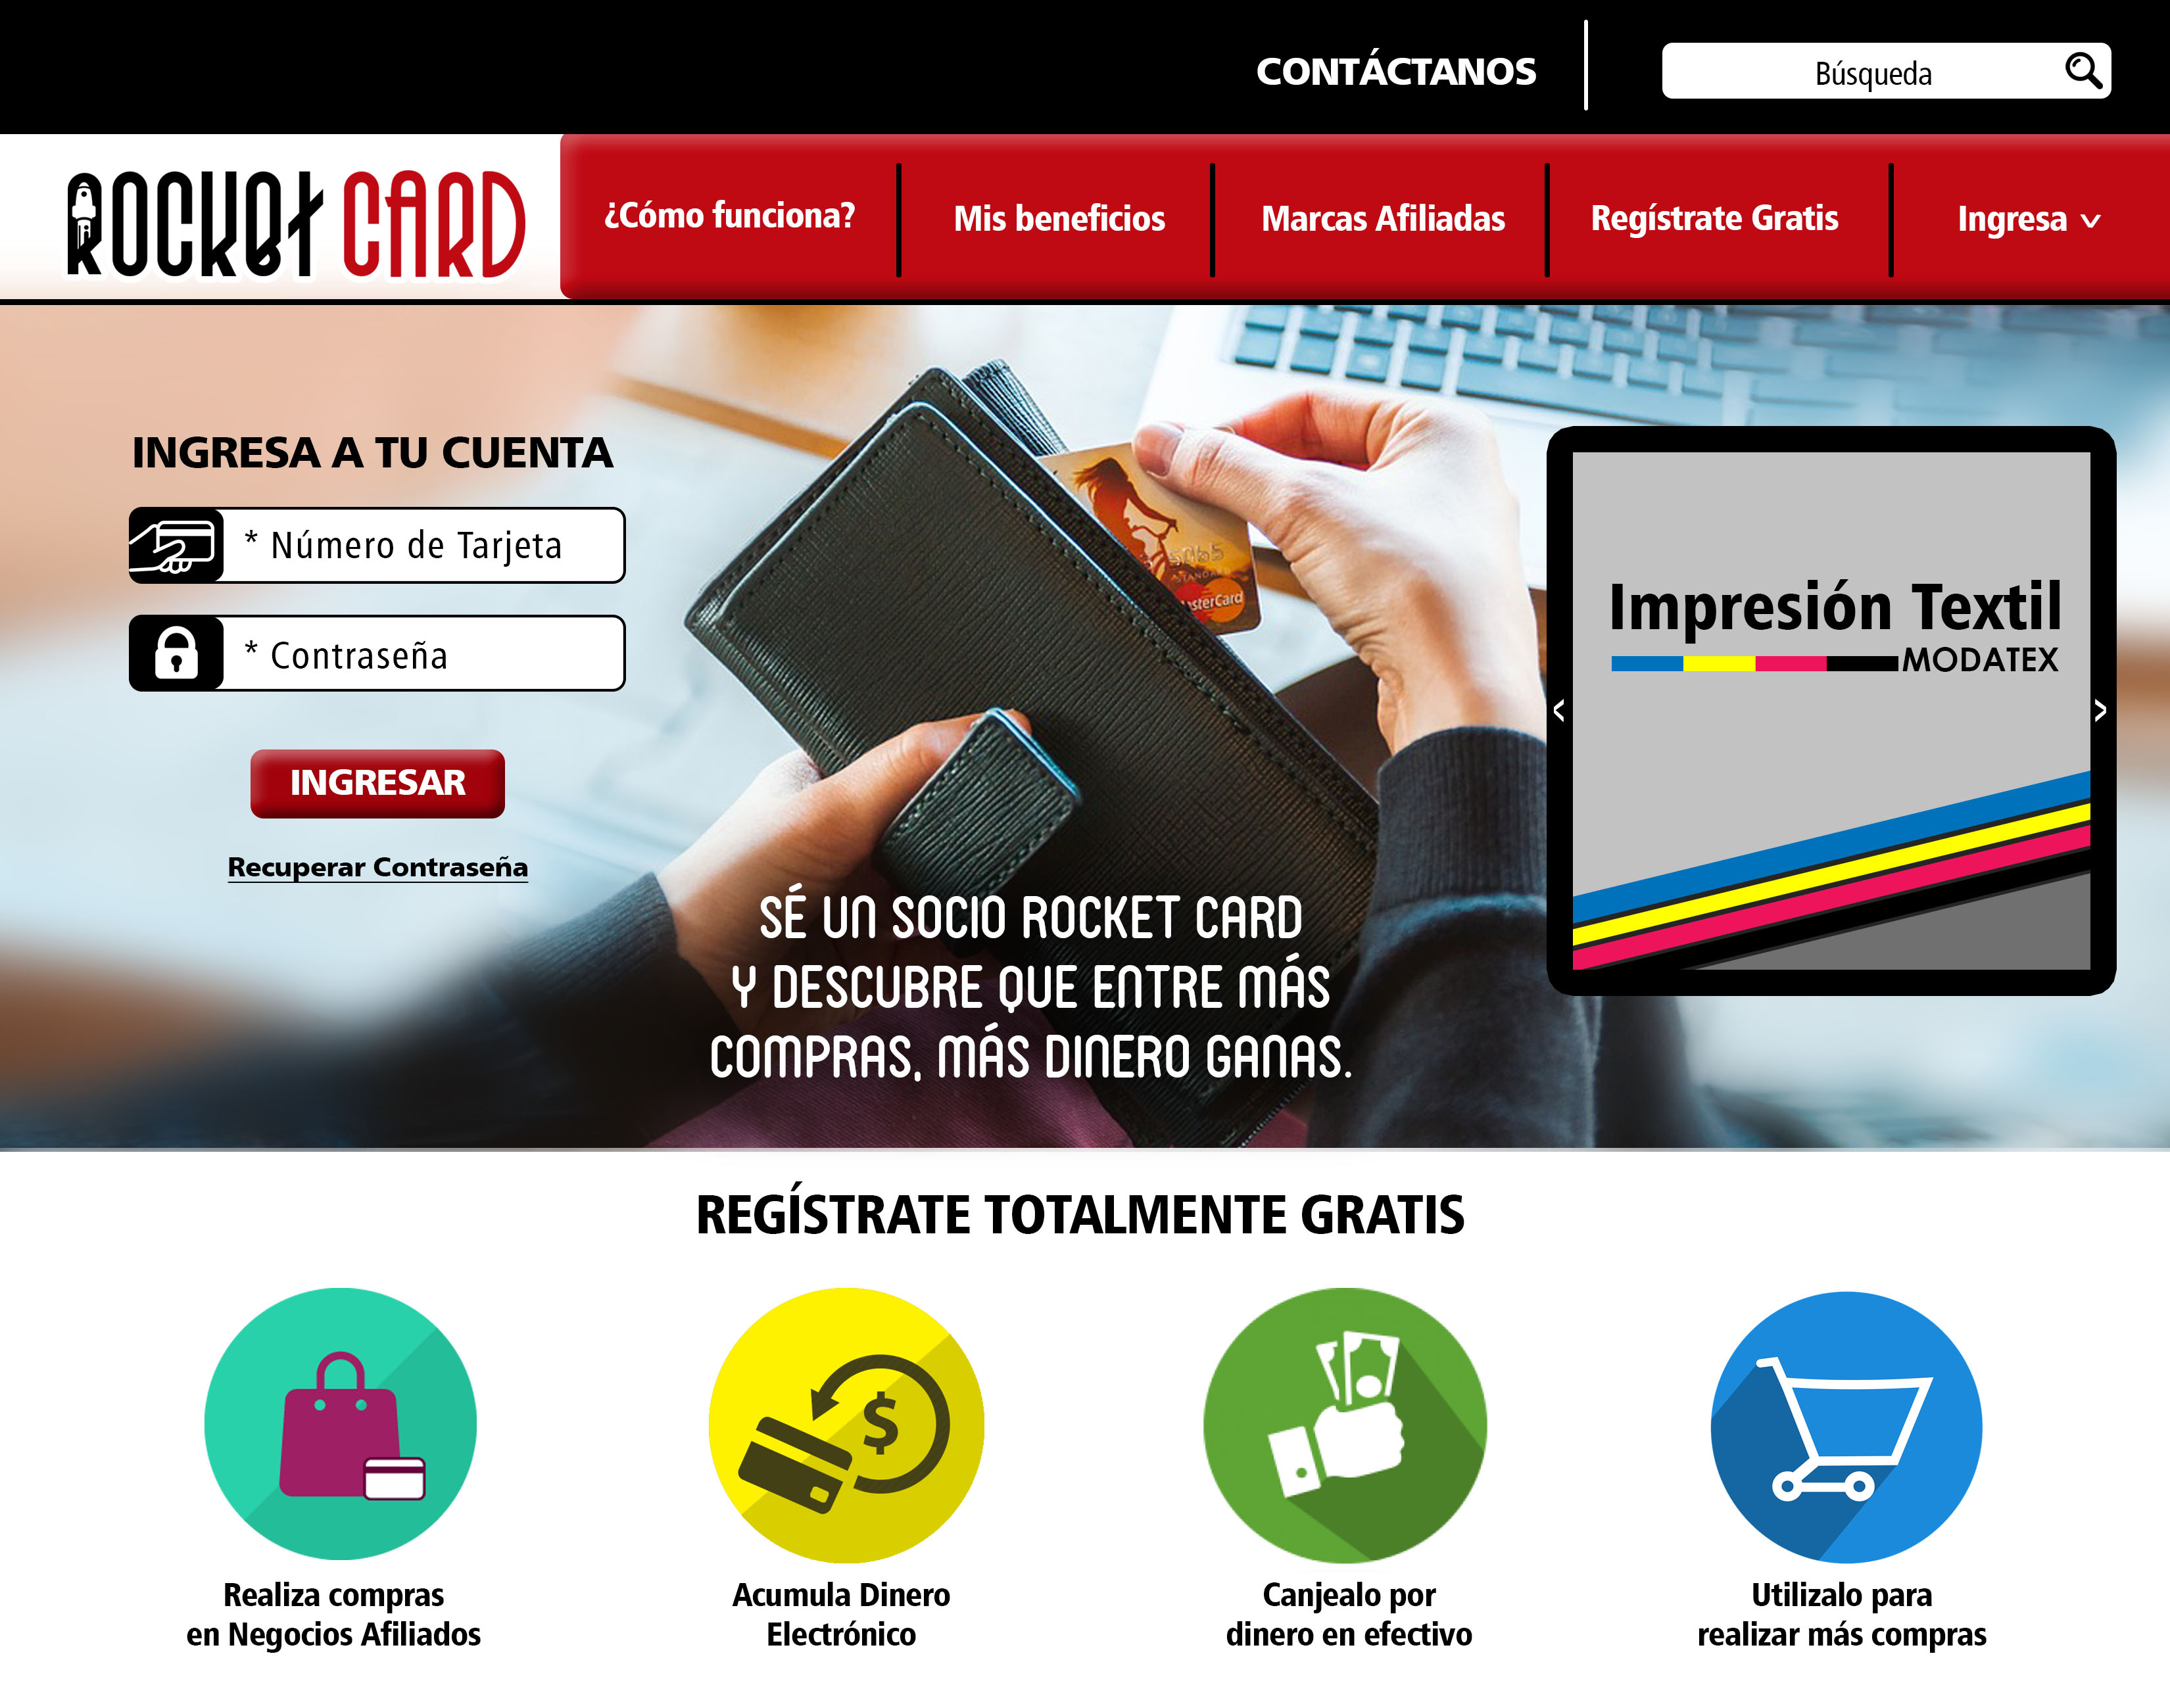 CONTÁCTANOS
Búsqueda
ROCKET CARD
¿Cómo funciona?
Mis beneficios
Marcas Afiliadas
Regístrate Gratis
Ingresa
INGRESA A TU CUENTA
* Número de Tarjeta
* Contraseña
INGRESAR
Recuperar Contraseña
5065
STANDARD
MasterCard
Impresión Textil
MODATEX
SÉ UN SOCIO ROCKET CARD
Y DESCUBRE QUE ENTRE MÁS
COMPRAS, MÁS DINERO GANAS.
REGÍSTRATE TOTALMENTE GRATIS
$
Realiza compras
en Negocios Afiliados
Acumula Dinero
Electrónico
Canjealo por
dinero en efectivo
Utilizalo para
realizar más compras